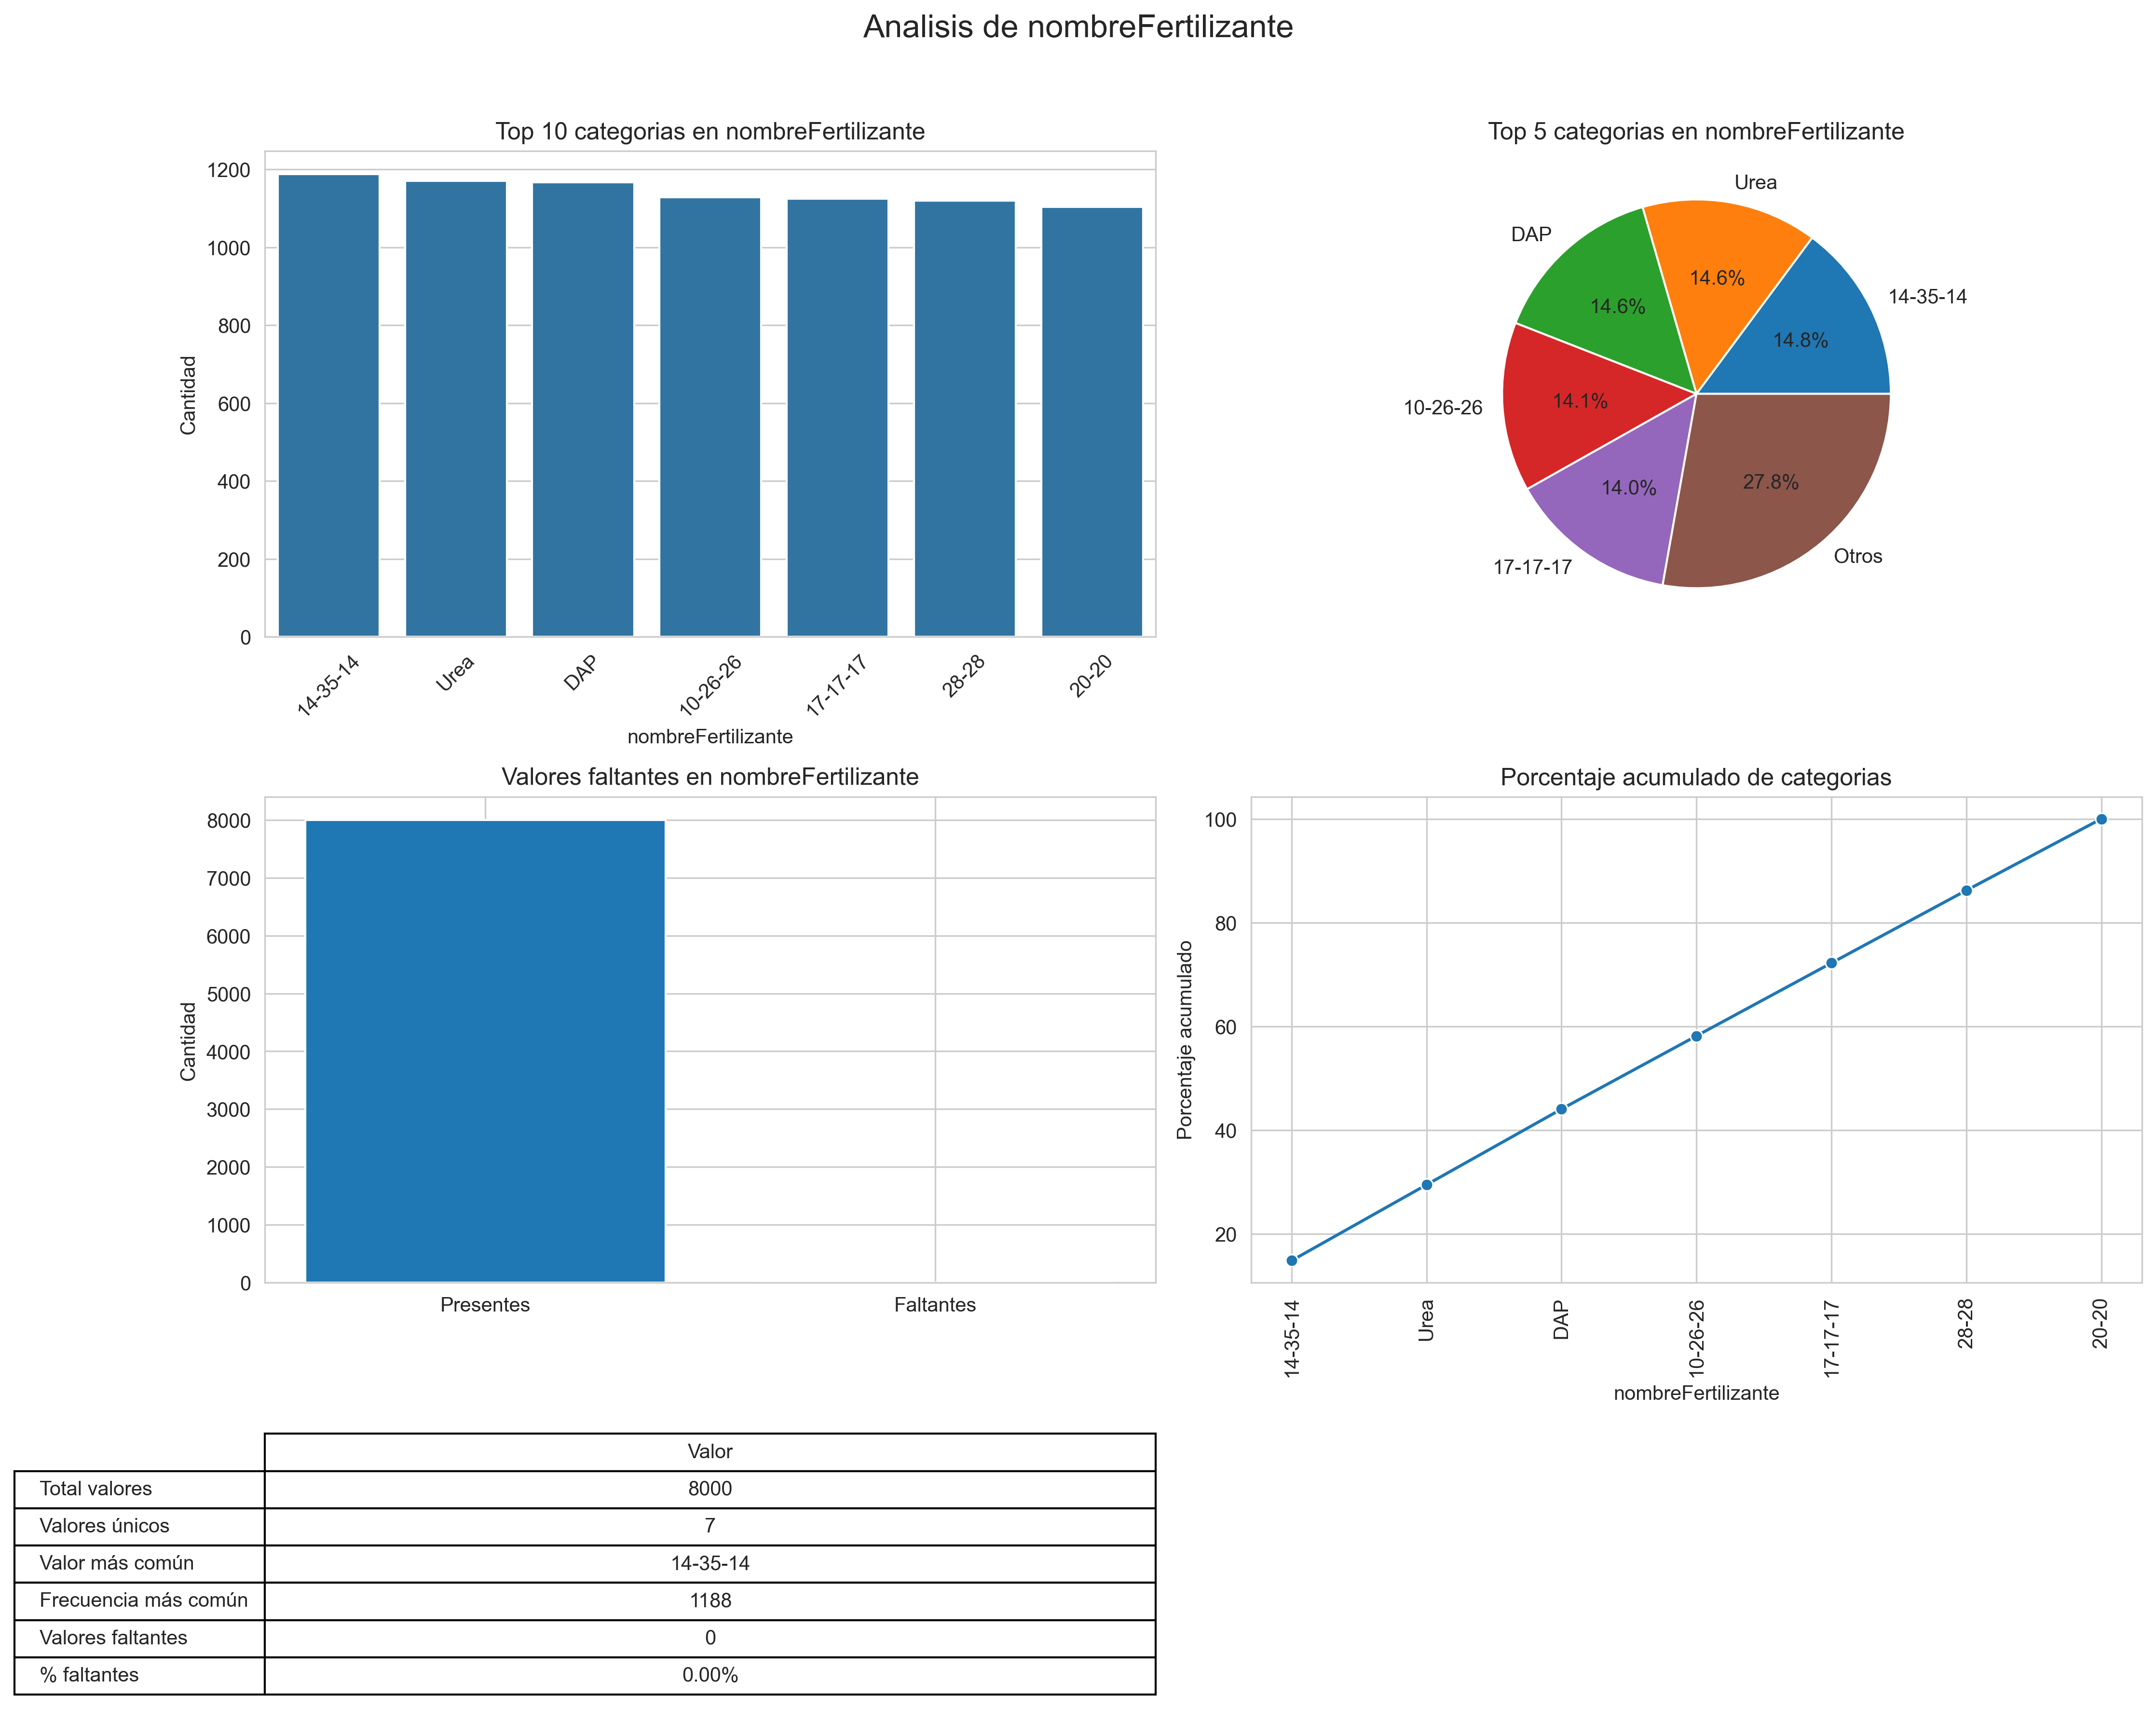 Analisis de nombreFertilizante
Top 10 categorias en nombreFertilizante
1200
1000
800
600
400
200
0
Cantidad
14-35-14
Urea
DAP
10-26-26
17-17-17
28-28
20-20
nombreFertilizante
Top 5 categorias en nombreFertilizante
Urea
DAP
14-35-14
10-26-26
17-17-17
Otros
14.6%
14.6%
14.8%
14.1%
14.0%
27.8%
Valores faltantes en nombreFertilizante
8000
7000
6000
5000
4000
3000
2000
1000
0
Cantidad
Presentes
Faltantes
Porcentaje acumulado de categorias
100
80
60
40
20
Porcentaje acumulado
14-35-14
Urea
DAP
10-26-26
17-17-17
28-28
20-20
nombreFertilizante
Valor
Total valores 8000
Valores únicos 7
Valor más común 14-35-14
Frecuencia más común 1188
Valores faltantes 0
% faltantes 0.00%